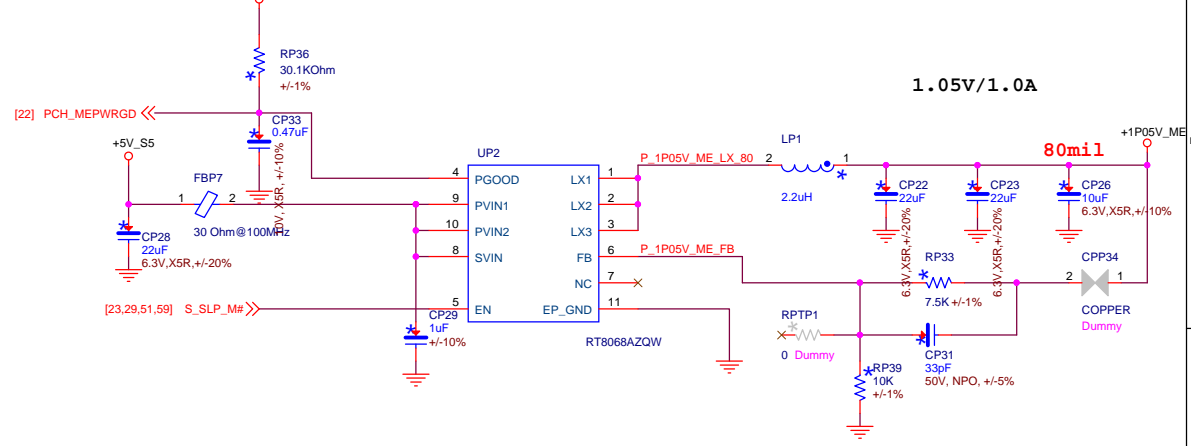 RP36
30.1KOhm
+/-1%
1.05V/1.0A
[22] PCH_MEPWRGD
CP33
0.47uF
10V, X5R, +/-10%
+5V_S5
+1P05V_ME
UP2
LP1
80mil
P_1P05V_ME_LX_80
2
1
2.2uH
FBP7
1
2
30 Ohm@100MHz
4
PGOOD
LX1
1
9
PVIN1
LX2
2
10
PVIN2
LX3
3
8
SVIN
FB
6
NC
7
5
EN
EP_GND
11
RT8068AZQW
P_1P05V_ME_FB
CP22
22uF
6.3V,X5R,+/-20%
CP23
22uF
6.3V,X5R,+/-20%
CP26
10uF
6.3V,X5R,+/-10%
CP28
22uF
6.3V,X5R,+/-20%
[23,29,51,59] S_SLP_M#
CP29
1uF
+/-10%
RP33
7.5K +/-1%
2
CPP34
1
COPPER
Dummy
RPTP1
0 Dummy
CP31
33pF
50V, NPO, +/-5%
RP39
10K
+/-1%